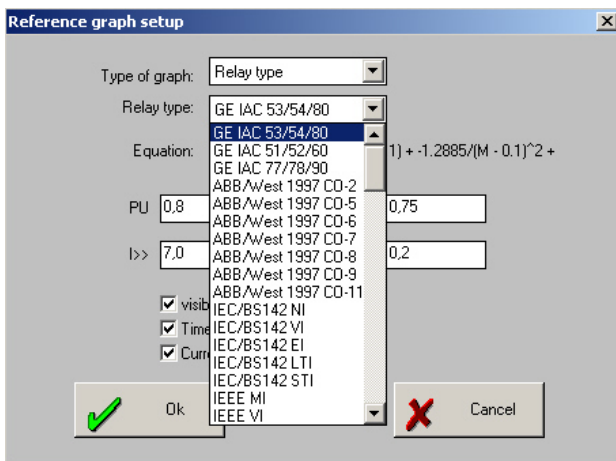 Reference graph setup
Type of graph: Relay type
Relay type: GE IAC 53/54/80
GE IAC 53/54/80
GE IAC 51/52/60
Equation: 1) + -1.2885/(M - 0.1)^2 +
GE IAC 77/78/90
ABB/West 1997 CO-2
ABB/West 1997 CO-5
PU 0,8 0,75
ABB/West 1997 CO-6
ABB/West 1997 CO-7
ABB/West 1997 CO-8
I>> 7,0 0,2
ABB/West 1997 CO-9
ABB/West 1997 CO-11
visib
IEC/BS142 NI
IEC/BS142 VI
Time
IEC/BS142 EI
Curre
IEC/BS142 LTI
IEC/BS142 STI
IEEE MI
IEEE VI
Ok
Cancel